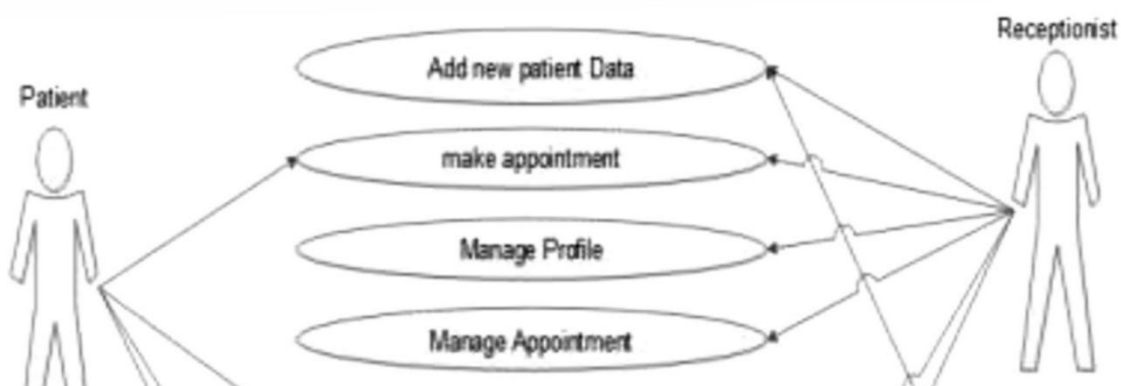 Receptionist
Add new patient Data
Patient
make appointment
Manage Profile
Manage Appointment